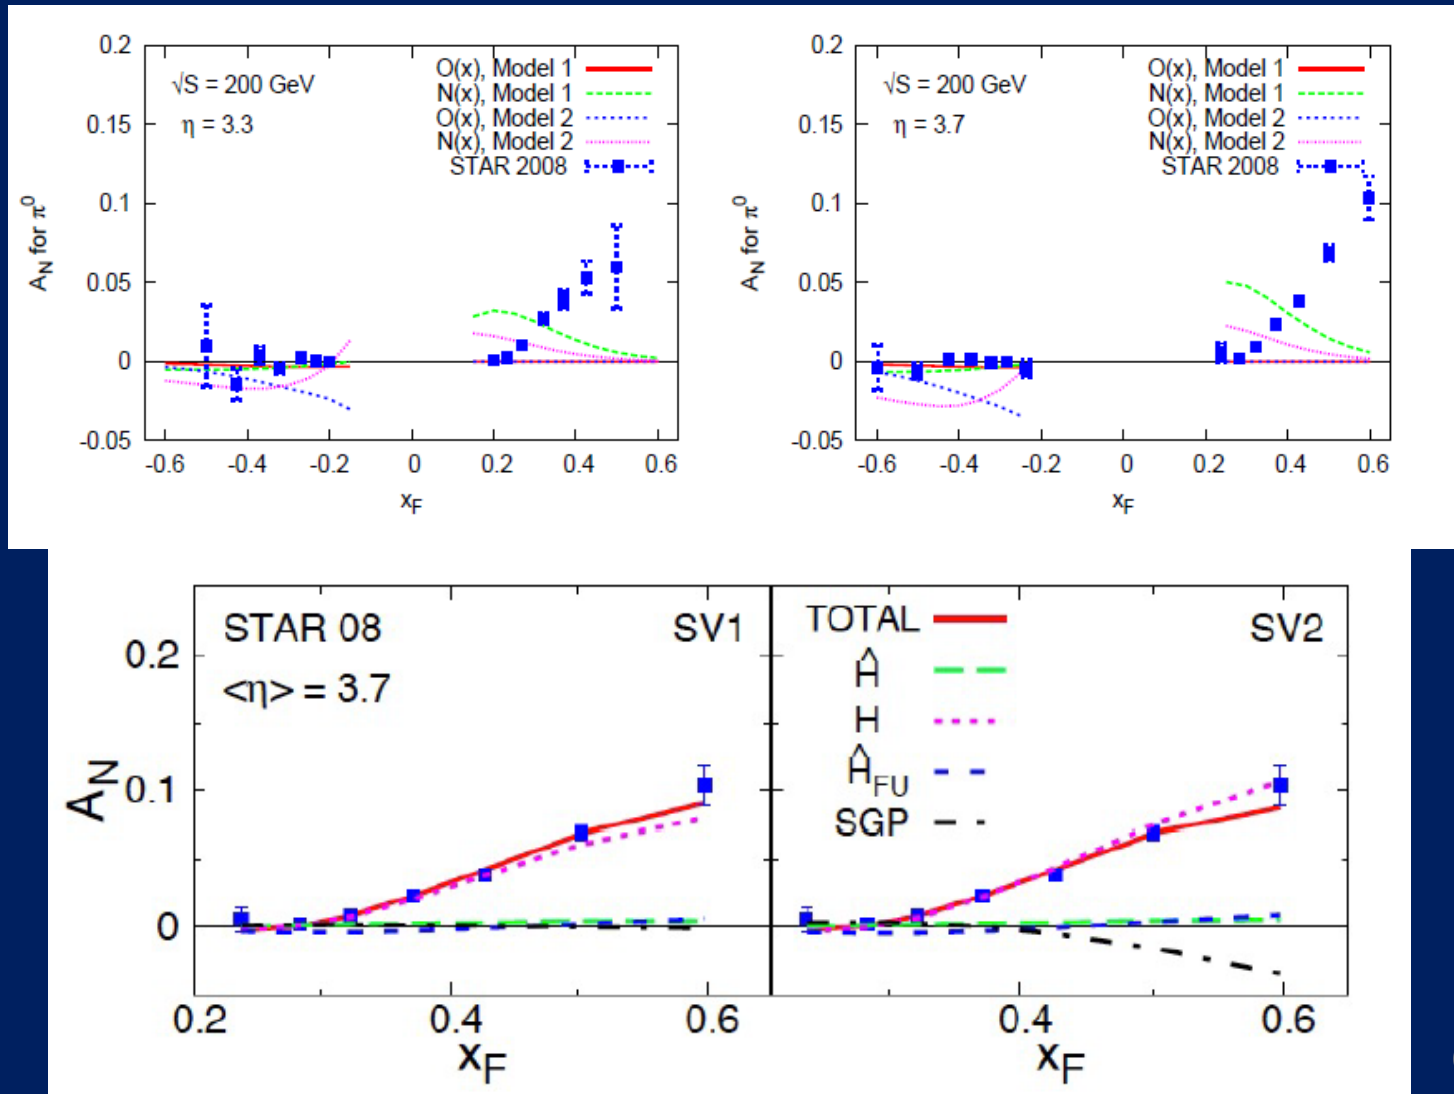 0.2
0.15
0.1
0.05
0
-0.05
A_N for π^0
√S = 200 GeV
η = 3.3
O(x), Model 1
N(x), Model 1
O(x), Model 2
N(x), Model 2
STAR 2008
-0.6 -0.4 -0.2 0 0.2 0.4 0.6
x_F
0.2
0.15
0.1
0.05
0
-0.05
A_N for π^0
√S = 200 GeV
η = 3.7
O(x), Model 1
N(x), Model 1
O(x), Model 2
N(x), Model 2
STAR 2008
-0.6 -0.4 -0.2 0 0.2 0.4 0.6
x_F
STAR 08 SV1
<η> = 3.7
0.2
0.1
0
A_N
0.2 0.4 0.6
x_F
TOTAL SV2
Ĥ
H
Ĥ_FU
SGP
0.4 0.6
x_F